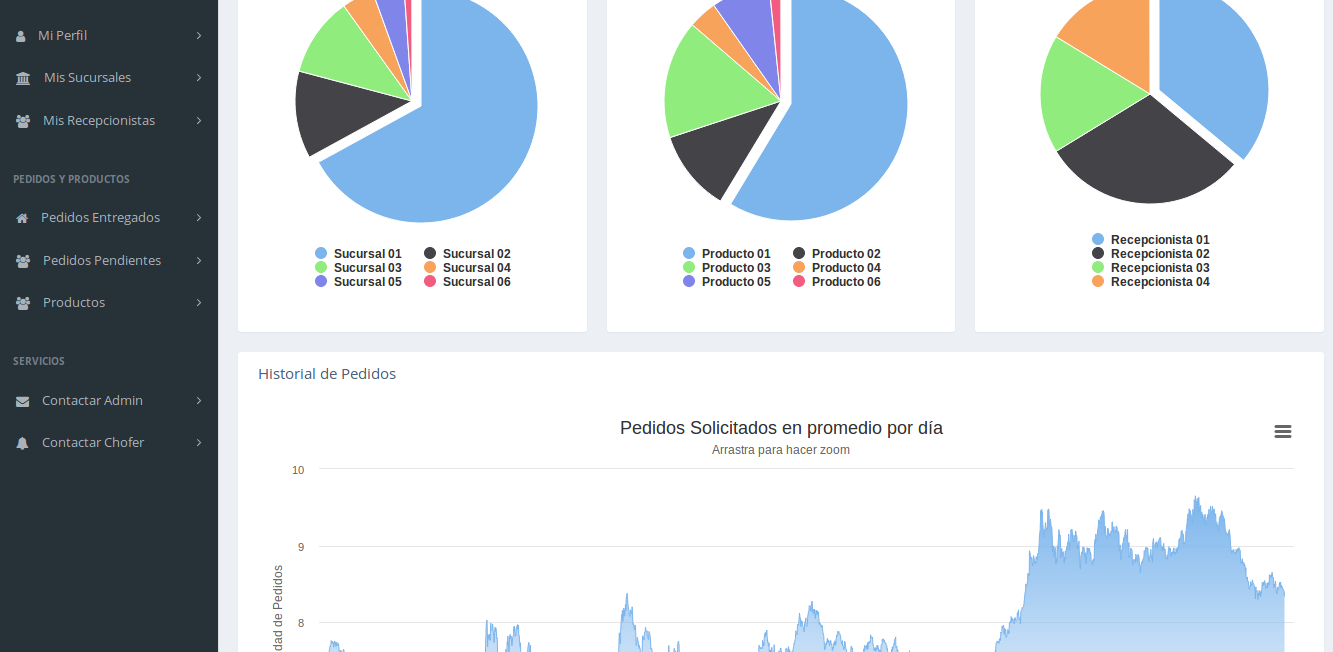 Mi Perfil
Mis Sucursales
Mis Recepcionistas
PEDIDOS Y PRODUCTOS
Pedidos Entregados
Pedidos Pendientes
Productos
SERVICIOS
Contactar Admin
Contactar Chofer
Sucursal 01 Sucursal 02
Sucursal 03 Sucursal 04
Sucursal 05 Sucursal 06
Producto 01 Producto 02
Producto 03 Producto 04
Producto 05 Producto 06
Recepcionista 01
Recepcionista 02
Recepcionista 03
Recepcionista 04
Historial de Pedidos
Pedidos Solicitados en promedio por día
Arrastra para hacer zoom
10
9
8
dad de Pedidos